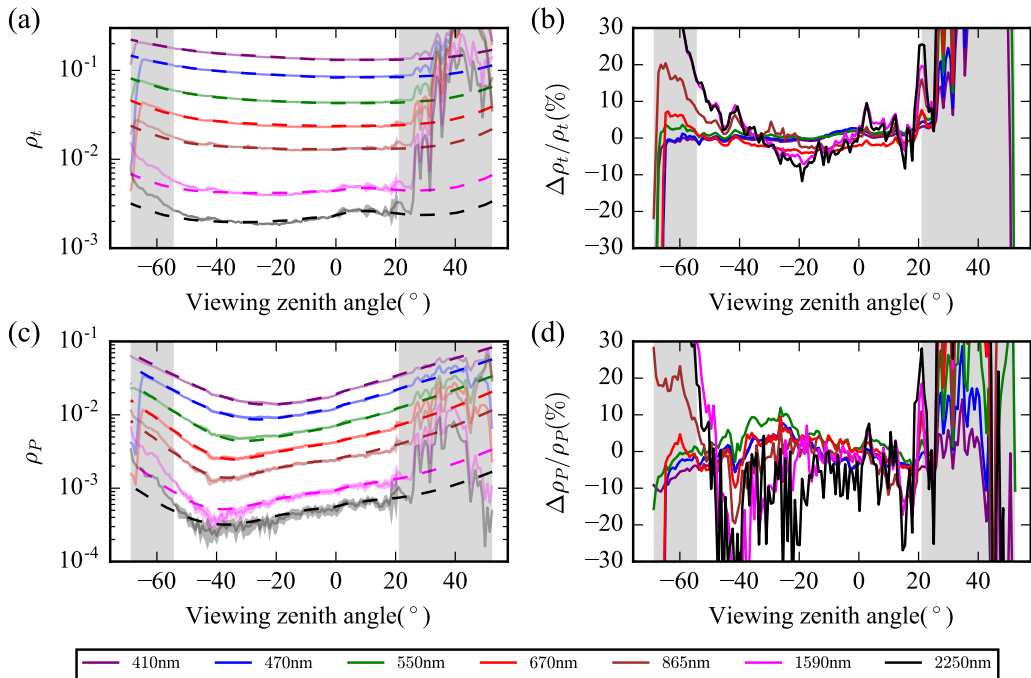 (a)
(b)
10⁻¹
10⁻²
10⁻³
ρₜ
−60 −40 −20 0 20 40
Viewing zenith angle(°)
30
20
10
0
−10
−20
−30
Δρₜ/ρₜ(%)
−60 −40 −20 0 20 40
Viewing zenith angle(°)
(c)
(d)
10⁻¹
10⁻²
10⁻³
10⁻⁴
ρ_P
−60 −40 −20 0 20 40
Viewing zenith angle(°)
30
20
10
0
−10
−20
−30
Δρ_P/ρ_P(%)
−60 −40 −20 0 20 40
Viewing zenith angle(°)
410nm 470nm 550nm 670nm 865nm 1590nm 2250nm